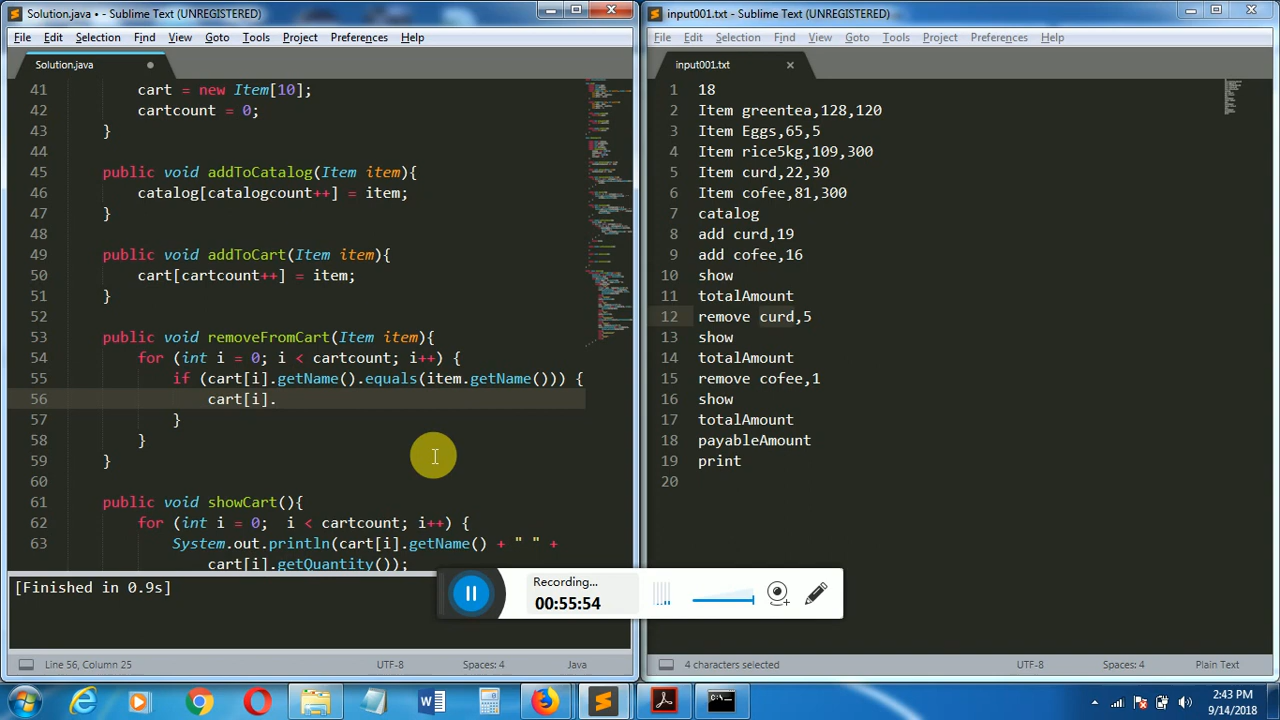 Solution.java • - Sublime Text (UNREGISTERED)
File Edit Selection Find View Goto Tools Project Preferences Help
Solution.java
41 cart = new Item[10];
42 cartcount = 0;
43 }
44
45 public void addToCatalog(Item item){
46 catalog[catalogcount++] = item;
47 }
48
49 public void addToCart(Item item){
50 cart[cartcount++] = item;
51 }
52
53 public void removeFromCart(Item item){
54 for (int i = 0; i < cartcount; i++) {
55 if (cart[i].getName().equals(item.getName())) {
56 cart[i].
57 }
58 }
59 }
60
61 public void showCart(){
62 for (int i = 0; i < cartcount; i++) {
63 System.out.println(cart[i].getName() + " " +
cart[i].getQuantity());
[Finished in 0.9s]
Line 56, Column 25 UTF-8 Spaces: 4 Java
input001.txt - Sublime Text (UNREGISTERED)
File Edit Selection Find View Goto Tools Project Preferences Help
input001.txt
1 18
2 Item greentea,128,120
3 Item Eggs,65,5
4 Item rice5kg,109,300
5 Item curd,22,30
6 Item cofee,81,300
7 catalog
8 add curd,19
9 add cofee,16
10 show
11 totalAmount
12 remove curd,5
13 show
14 totalAmount
15 remove cofee,1
16 show
17 totalAmount
18 payableAmount
19 print
20
4 characters selected UTF-8 Spaces: 4 Plain Text
Recording...
00:55:54
2:43 PM
9/14/2018